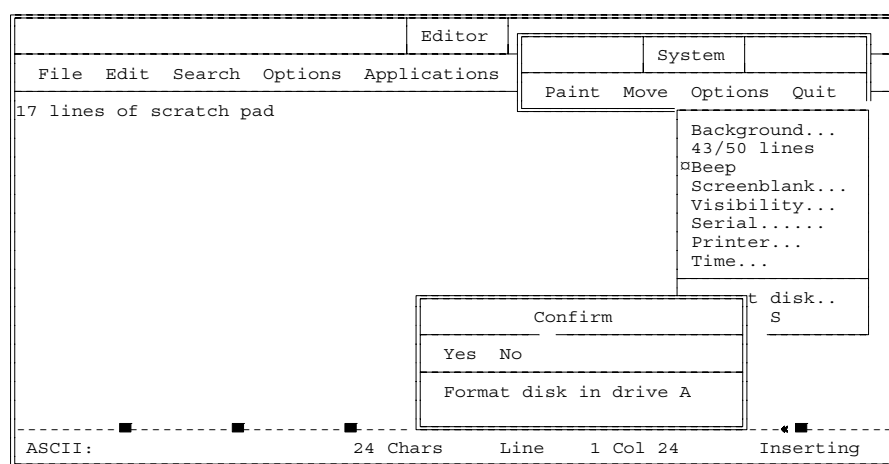 Editor
System
File Edit Search Options Applications
Paint Move Options Quit
17 lines of scratch pad
Background...
43/50 lines
¤Beep
Screenblank...
Visibility...
Serial......
Printer...
Time...
t disk..
S
Confirm
Yes No
Format disk in drive A
ASCII: 24 Chars Line 1 Col 24 Inserting